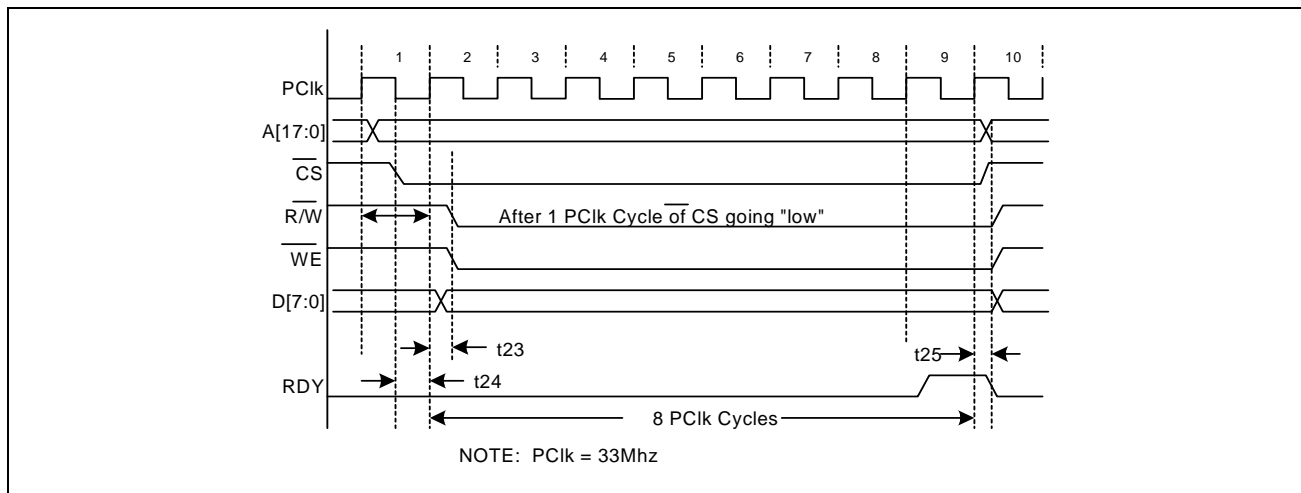 1 2 3 4 5 6 7 8 9 10
PClk
A[17:0]
CS
R/W
After 1 PClk Cycle of CS going "low"
WE
D[7:0]
t23
t25
t24
RDY
8 PClk Cycles
NOTE: PClk = 33Mhz